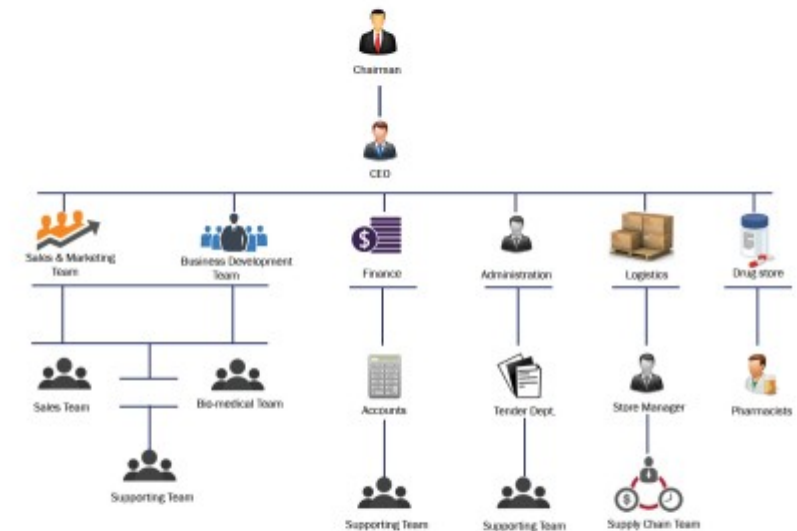 Chairman
CEO
Sales & Marketing
Team
Business Development
Team
Finance
Administration
Logistics
Drug store
Sales Team
Bio-medical Team
Accounts
Tender Dept.
Store Manager
Pharmacists
Supporting Team
Supporting Team
Supporting Team
Supply Chain Team